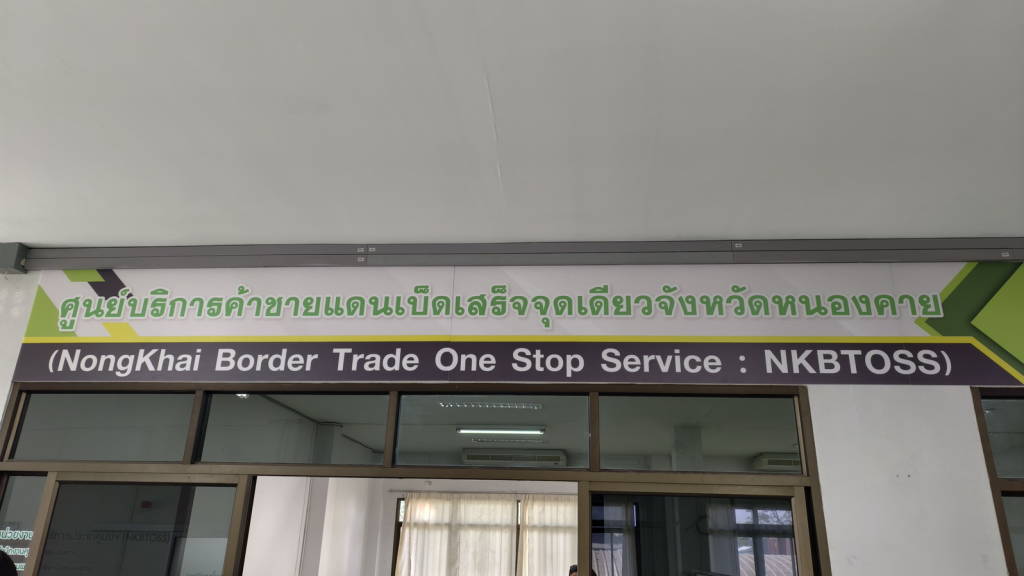 ศูนย์บริการค้าชายแดนเบ็ดเสร็จจุดเดียวจังหวัดหนองคาย
(NongKhai Border Trade One Stop Service : NKBTOSS)